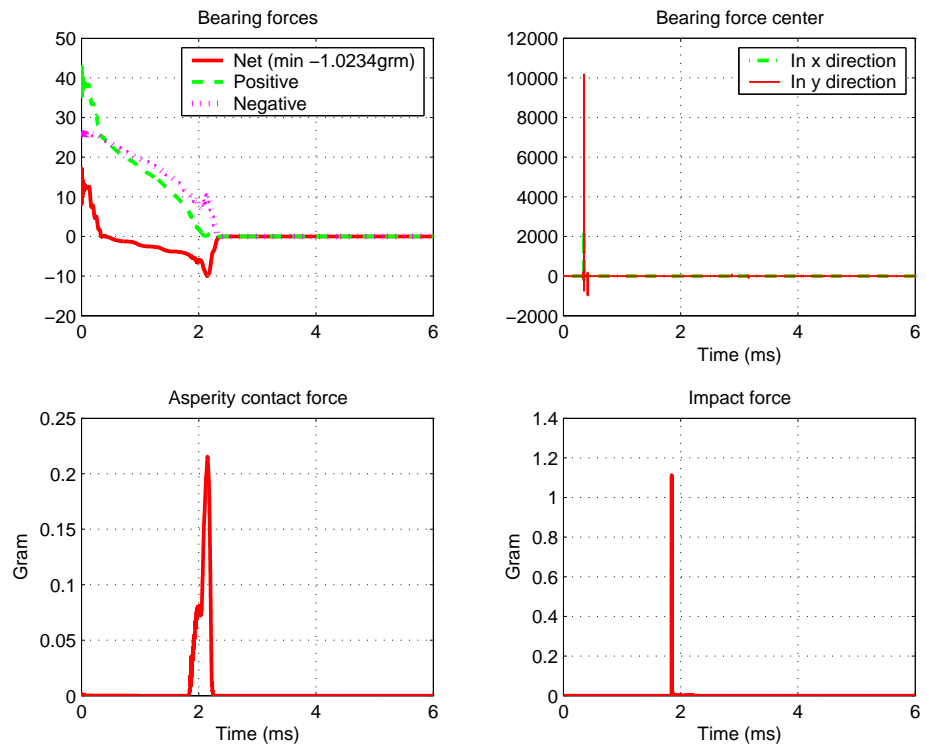 Bearing forces
50
40
30
20
10
0
−10
−20
0 2 4 6
Net (min −1.0234grm)
Positive
Negative
Bearing force center
12000
10000
8000
6000
4000
2000
0
−2000
0 2 4 6
Time (ms)
In x direction
In y direction
Asperity contact force
0.25
0.2
0.15
0.1
0.05
0
Gram
0 2 4 6
Time (ms)
Impact force
1.4
1.2
1
0.8
0.6
0.4
0.2
0
Gram
0 2 4 6
Time (ms)